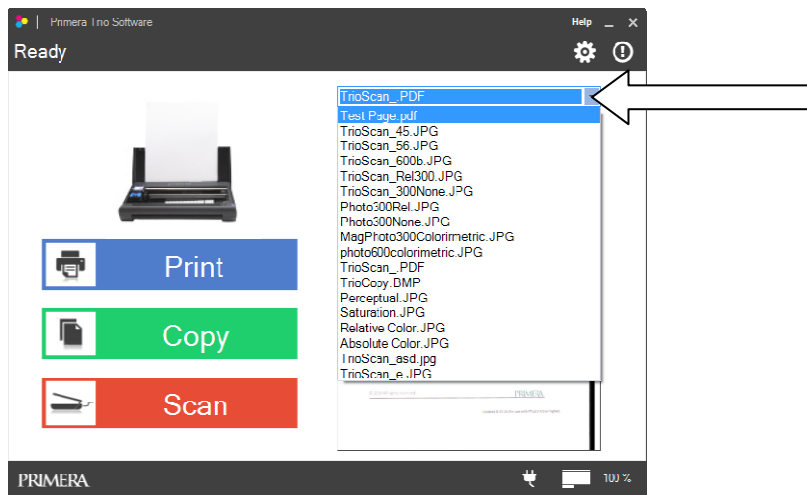 Primera Trio Software
Help
Ready
TrioScan_.PDF
Test Page.pdf
TrioScan_45.JPG
TrioScan_56.JPG
TrioScan_600b.JPG
TrioScan_Rel300.JPG
TrioScan_300None.JPG
Photo300Rel.JPG
Photo300None.JPG
MagPhoto300Colorimetric.JPG
photo600colorimetric.JPG
TrioScan_.PDF
TrioCopy.BMP
Perceptual.JPG
Saturation.JPG
Relative Color.JPG
Absolute Color.JPG
TrioScan_asd.jpg
TrioScan_e.JPG
Print
Copy
Scan
PRIMERA
PRIMERA
100 %